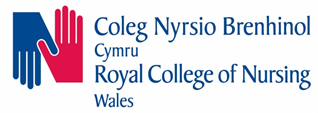 Coleg Nyrsio Brenhinol
Cymru
Royal College of Nursing
Wales